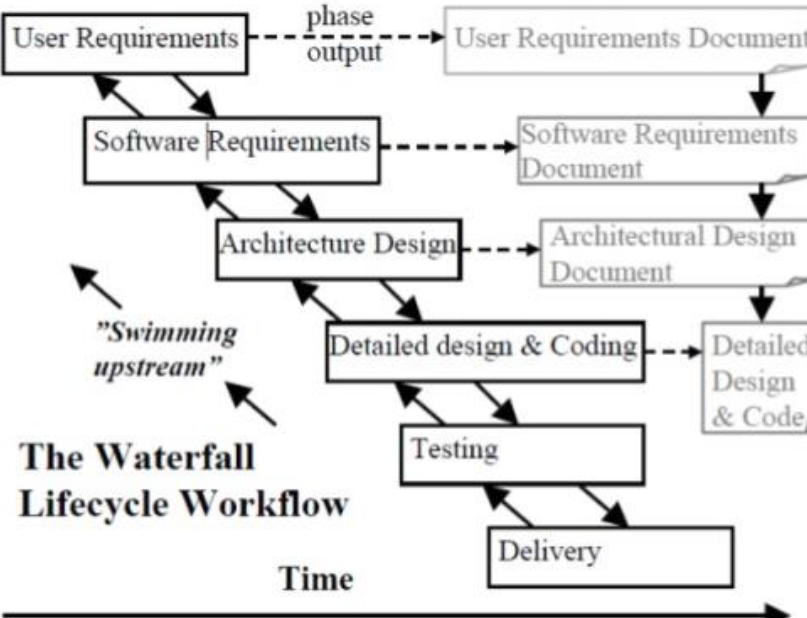 User Requirements
phase
output
User Requirements Document
Software Requirements
Software Requirements
Document
Architecture Design
Architectural Design
Document
"Swimming
upstream"
Detailed design & Coding
Detailed
Design
& Code
Testing
The Waterfall
Lifecycle Workflow
Delivery
Time